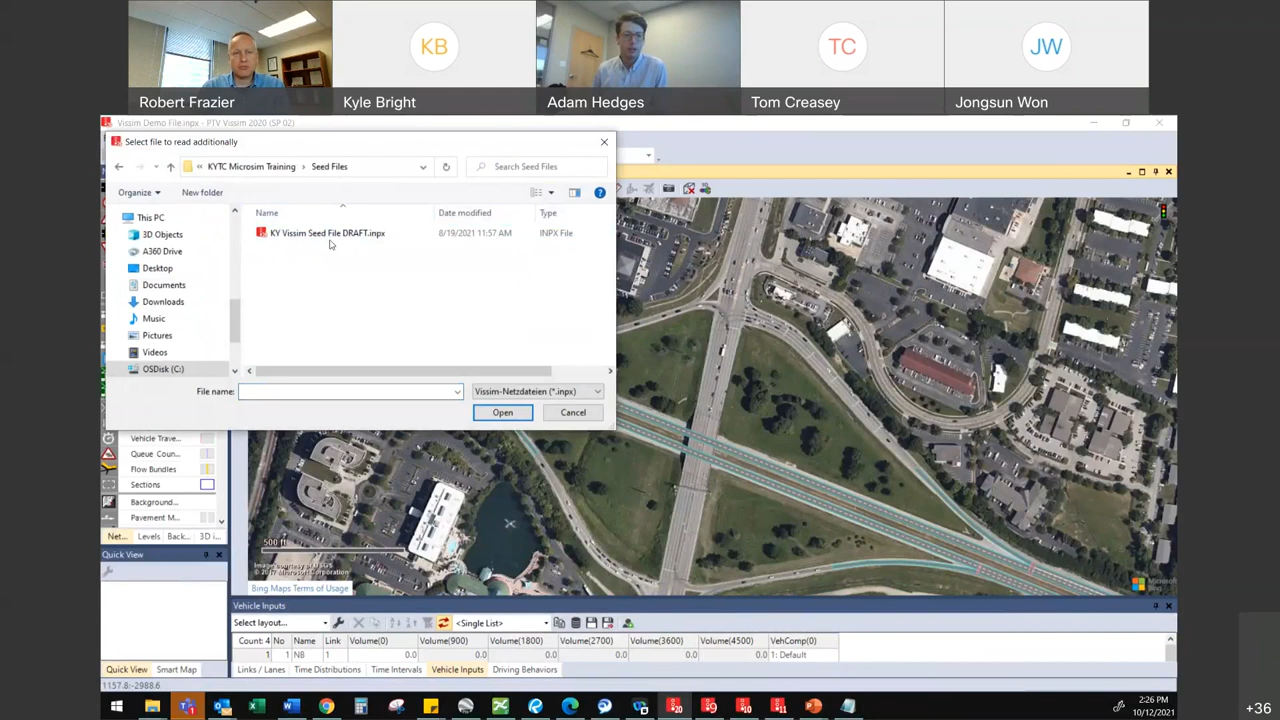 KB
TC
JW
Robert Frazier
Kyle Bright
Adam Hedges
Tom Creasey
Jongsun Won
Vissim Demo File.inpx - PTV Vissim 2020 (SP 02)
Select file to read additionally
« KYTC Microsim Training > Seed Files
Search Seed Files
Organize
New folder
This PC
3D Objects
A360 Drive
Desktop
Documents
Downloads
Music
Pictures
Videos
OSDisk (C:)
Name
Date modified
Type
KY Vissim Seed File DRAFT.inpx
8/19/2021 11:57 AM
INPX File
File name:
Vissim-Netzdateien (*.inpx)
Open
Cancel
Vehicle Trave...
Queue Coun...
Flow Bundles
Sections
Background...
Pavement M...
Net...
Levels
Back...
3D i...
Quick View
500 ft
Bing Maps Terms of Usage
Microsoft
Bing
Vehicle Inputs
Select layout...
<Single List>
Count: 4 No Name Link Volume(0) Volume(900) Volume(1800) Volume(2700) Volume(3600) Volume(4500) VehComp(0)
1 1 NB 1 0.0 0.0 0.0 0.0 0.0 0.0 1: Default
Quick View
Smart Map
Links / Lanes
Time Distributions
Time Intervals
Vehicle Inputs
Driving Behaviors
1157.8:-2988.6
2:26 PM
10/12/2021
+36